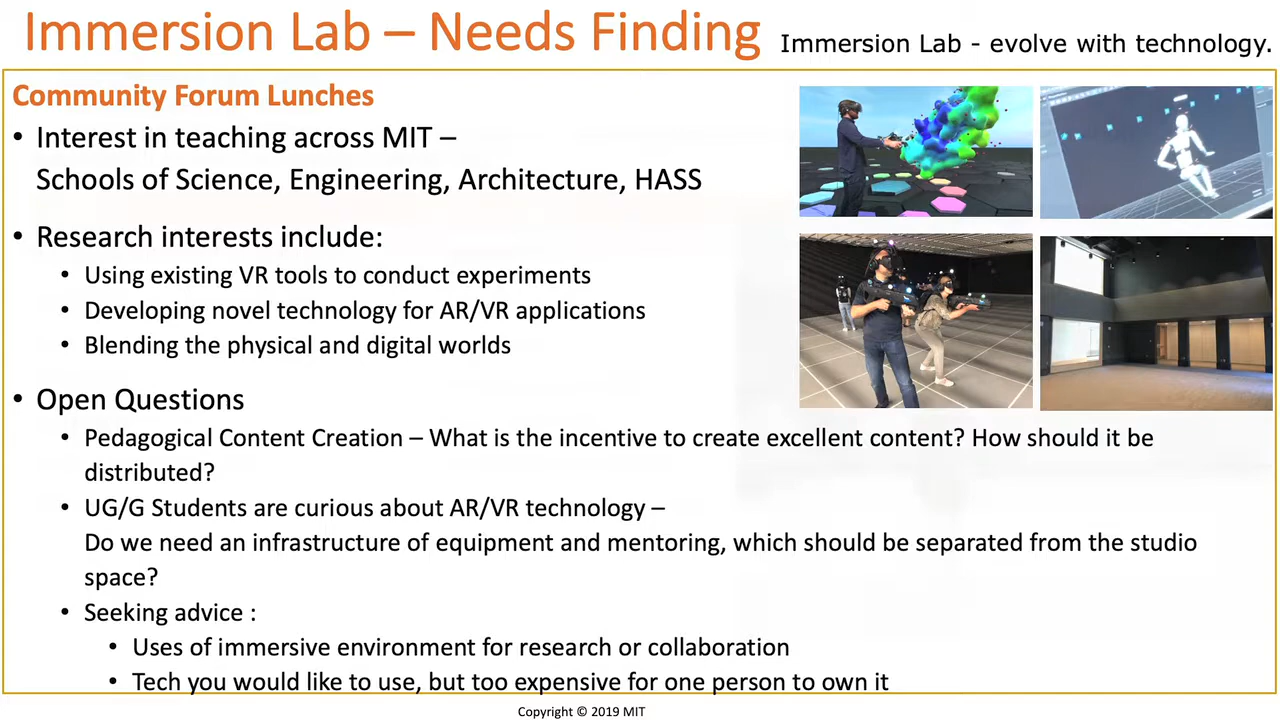 Immersion Lab – Needs Finding
Immersion Lab - evolve with technology.
Community Forum Lunches
• Interest in teaching across MIT –
Schools of Science, Engineering, Architecture, HASS
• Research interests include:
• Using existing VR tools to conduct experiments
• Developing novel technology for AR/VR applications
• Blending the physical and digital worlds
• Open Questions
• Pedagogical Content Creation – What is the incentive to create excellent content? How should it be
distributed?
• UG/G Students are curious about AR/VR technology –
Do we need an infrastructure of equipment and mentoring, which should be separated from the studio
space?
• Seeking advice :
• Uses of immersive environment for research or collaboration
• Tech you would like to use, but too expensive for one person to own it
Copyright © 2019 MIT